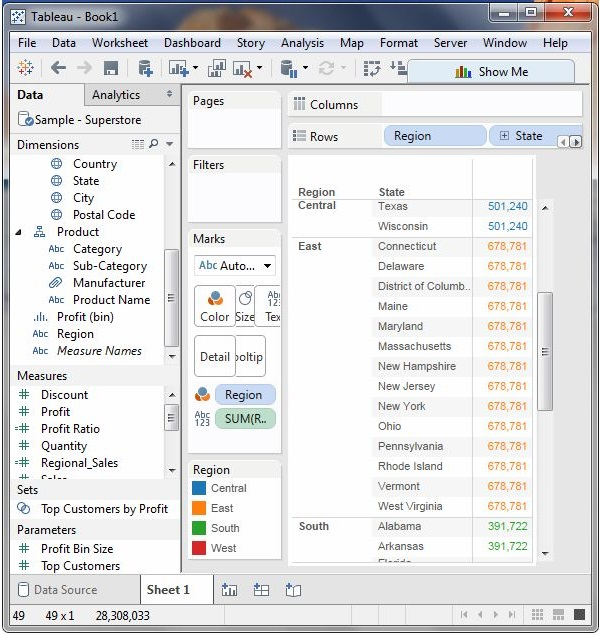 Tableau - Book1
File Data Worksheet Dashboard Story Analysis Map Format Server Window Help
Show Me
Data Analytics
Sample - Superstore
Dimensions
Country
State
City
Postal Code
Product
Abc Category
Abc Sub-Category
Manufacturer
Abc Product Name
Profit (bin)
Abc Region
Abc Measure Names
Measures
# Discount
# Profit
=# Profit Ratio
# Quantity
=# Regional_Sales
Sets
Top Customers by Profit
Parameters
# Profit Bin Size
# Top Customers
Pages
Filters
Marks
Abc Auto...
Color Size Tex
Detail ooltip
Region
Abc 123 SUM(R..
Region
Central
East
South
West
Columns
Rows Region State
Region State
Central Texas 501,240
Wisconsin 501,240
East Connecticut 678,781
Delaware 678,781
District of Columb.. 678,781
Maine 678,781
Maryland 678,781
Massachusetts 678,781
New Hampshire 678,781
New Jersey 678,781
New York 678,781
Ohio 678,781
Pennsylvania 678,781
Rhode Island 678,781
Vermont 678,781
West Virginia 678,781
South Alabama 391,722
Arkansas 391,722
Data Source Sheet 1
49 49 x 1 28,308,033